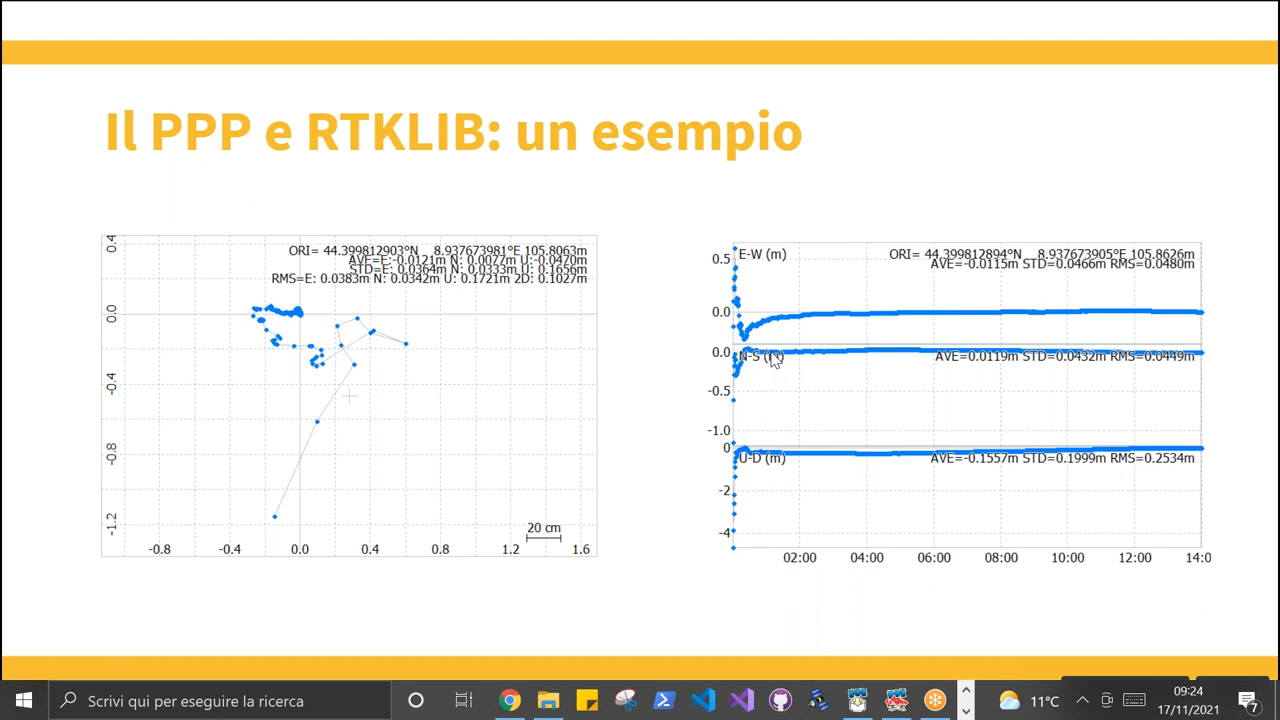 Il PPP e RTKLIB: un esempio
ORI= 44.399812903°N 8.937673981°E 105.8063m
AVE=E:-0.0121m N: 0.0077m U:-0.0470m
STD=E: 0.0364m N: 0.0333m U: 0.1656m
RMS=E: 0.0383m N: 0.0342m U: 0.1721m 2D: 0.1027m
0.4
0.0
-0.4
-0.8
-1.2
20 cm
-0.8 -0.4 0.0 0.4 0.8 1.2 1.6
E-W (m) ORI= 44.399812894°N 8.937673905°E 105.8626m
AVE=-0.0115m STD=0.0466m RMS=0.0480m
0.5
0.0
0.0
N-S (m) AVE=0.0119m STD=0.0432m RMS=0.0449m
-0.5
-1.0
0
U-D (m) AVE=-0.1557m STD=0.1999m RMS=0.2534m
-2
-4
02:00 04:00 06:00 08:00 10:00 12:00 14:0
Scrivi qui per eseguire la ricerca
11°C
09:24
17/11/2021
7